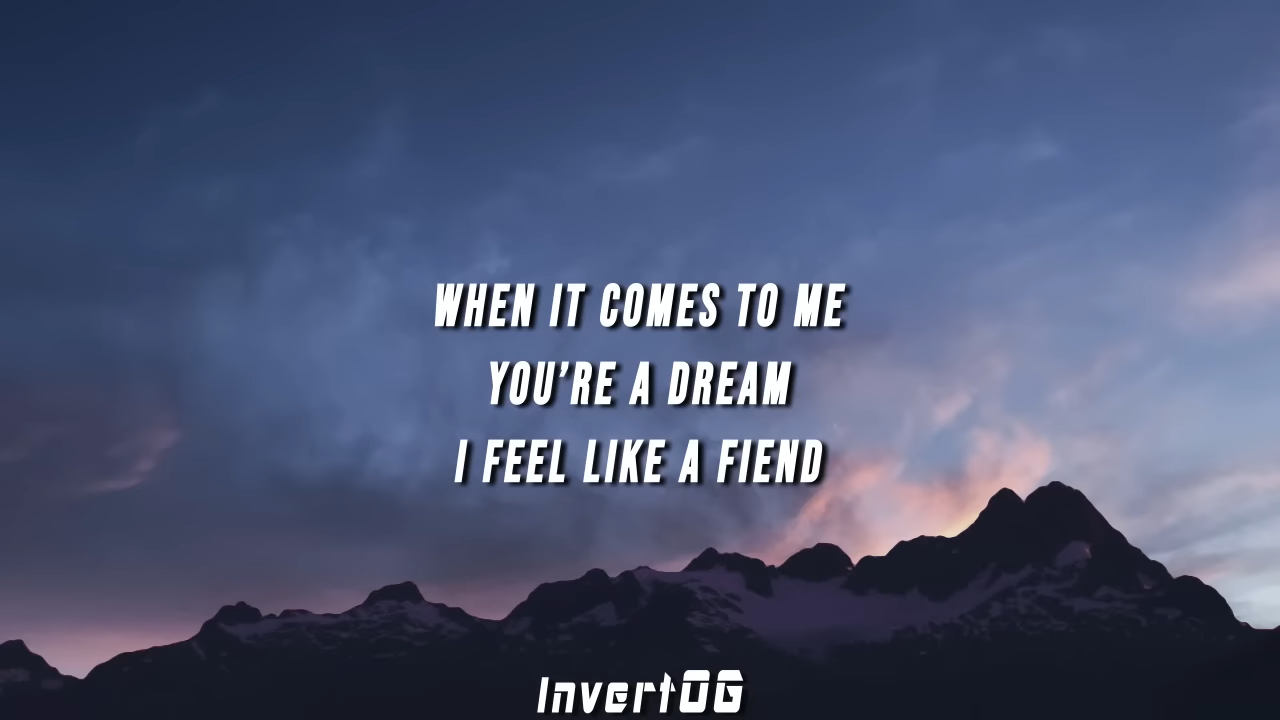 WHEN IT COMES TO ME
YOU'RE A DREAM
I FEEL LIKE A FIEND
InvertOG